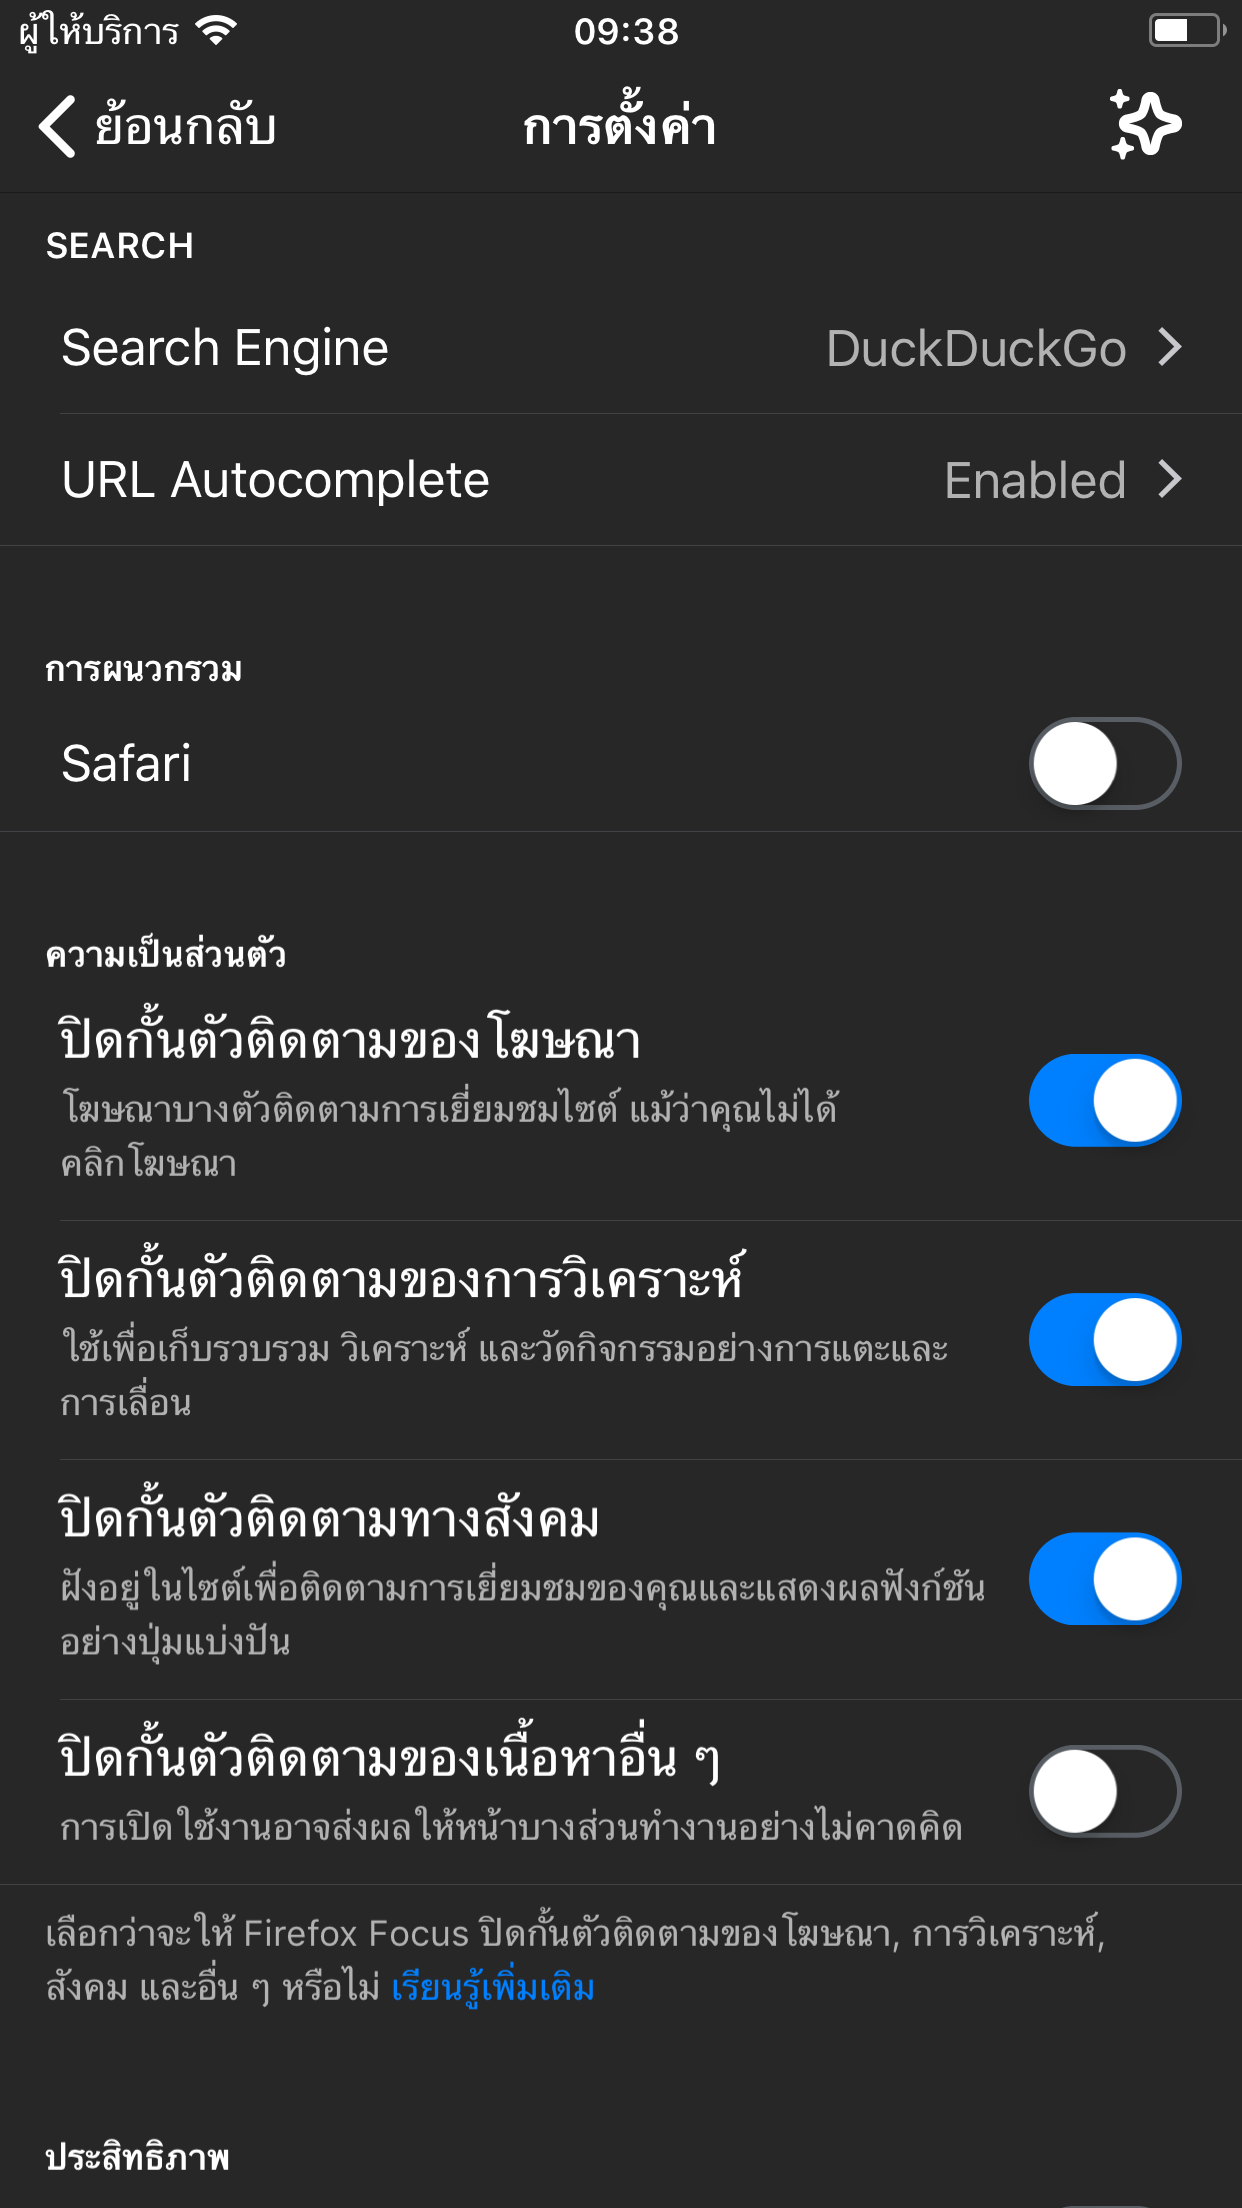 ผู้ให้บริการ 09:38
ย้อนกลับ การตั้งค่า
SEARCH
Search Engine DuckDuckGo
URL Autocomplete Enabled
การผนวกรวม
Safari
ความเป็นส่วนตัว
ปิดกั้นตัวติดตามของโฆษณา
โฆษณาบางตัวติดตามการเยี่ยมชมไซต์ แม้ว่าคุณไม่ได้
คลิกโฆษณา
ปิดกั้นตัวติดตามของการวิเคราะห์
ใช้เพื่อเก็บรวบรวม วิเคราะห์ และวัดกิจกรรมอย่างการแตะและ
การเลื่อน
ปิดกั้นตัวติดตามทางสังคม
ฝังอยู่ในไซต์เพื่อติดตามการเยี่ยมชมของคุณและแสดงผลฟังก์ชัน
อย่างปุ่มแบ่งปัน
ปิดกั้นตัวติดตามของเนื้อหาอื่น ๆ
การเปิดใช้งานอาจส่งผลให้หน้าบางส่วนทำงานอย่างไม่คาดคิด
เลือกว่าจะให้ Firefox Focus ปิดกั้นตัวติดตามของโฆษณา, การวิเคราะห์,
สังคม และอื่น ๆ หรือไม่ เรียนรู้เพิ่มเติม
ประสิทธิภาพ